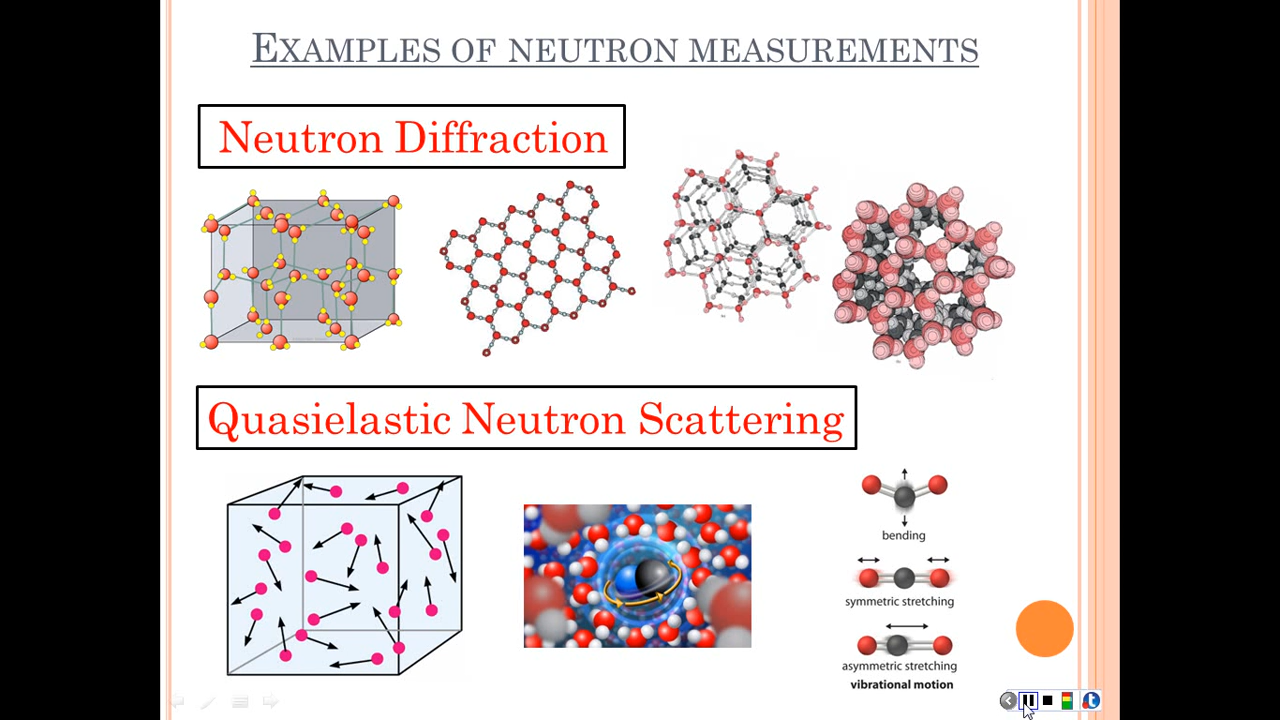 EXAMPLES OF NEUTRON MEASUREMENTS
Neutron Diffraction
Quasielastic Neutron Scattering
bending
symmetric stretching
asymmetric stretching
vibrational motion